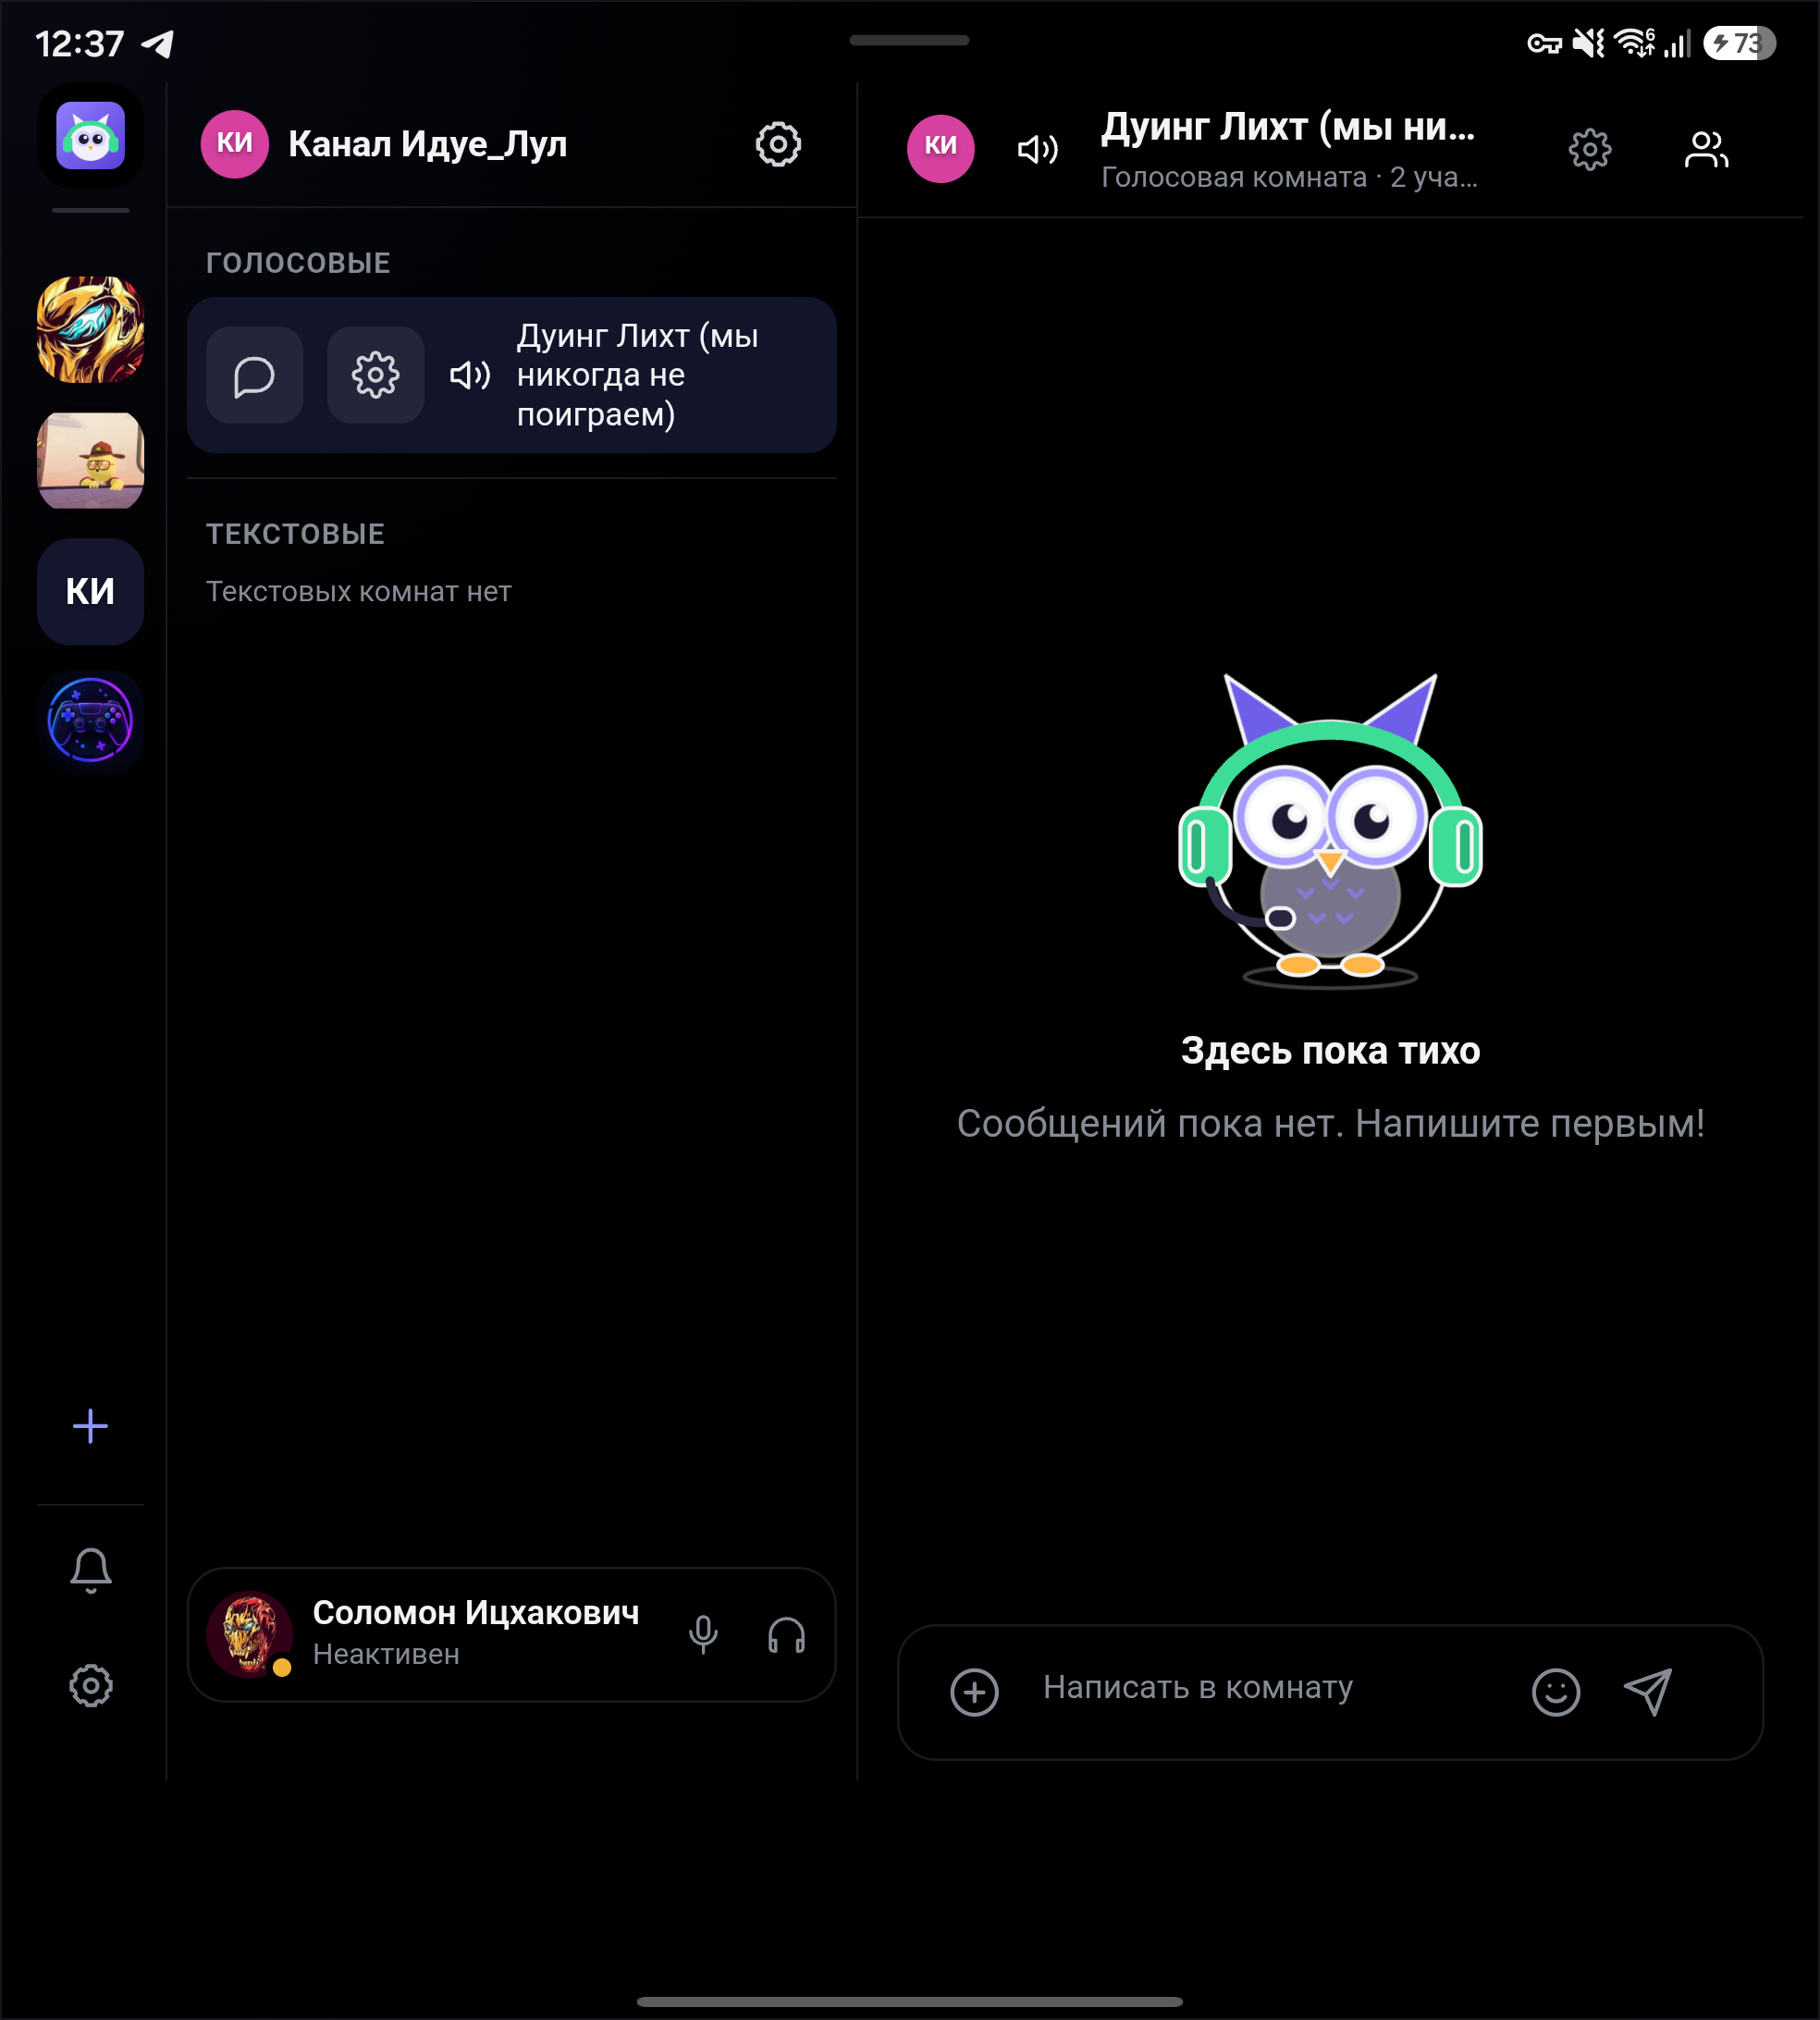 12:37
6
73
КИ
Канал Идуе_Лул
ГОЛОСОВЫЕ
Дуинг Лихт (мы
никогда не
поиграем)
ТЕКСТОВЫЕ
Текстовых комнат нет
КИ
Соломон Ицхакович
Неактивен
КИ
Дуинг Лихт (мы ни...
Голосовая комната · 2 уча...
Здесь пока тихо
Сообщений пока нет. Напишите первым!
Написать в комнату